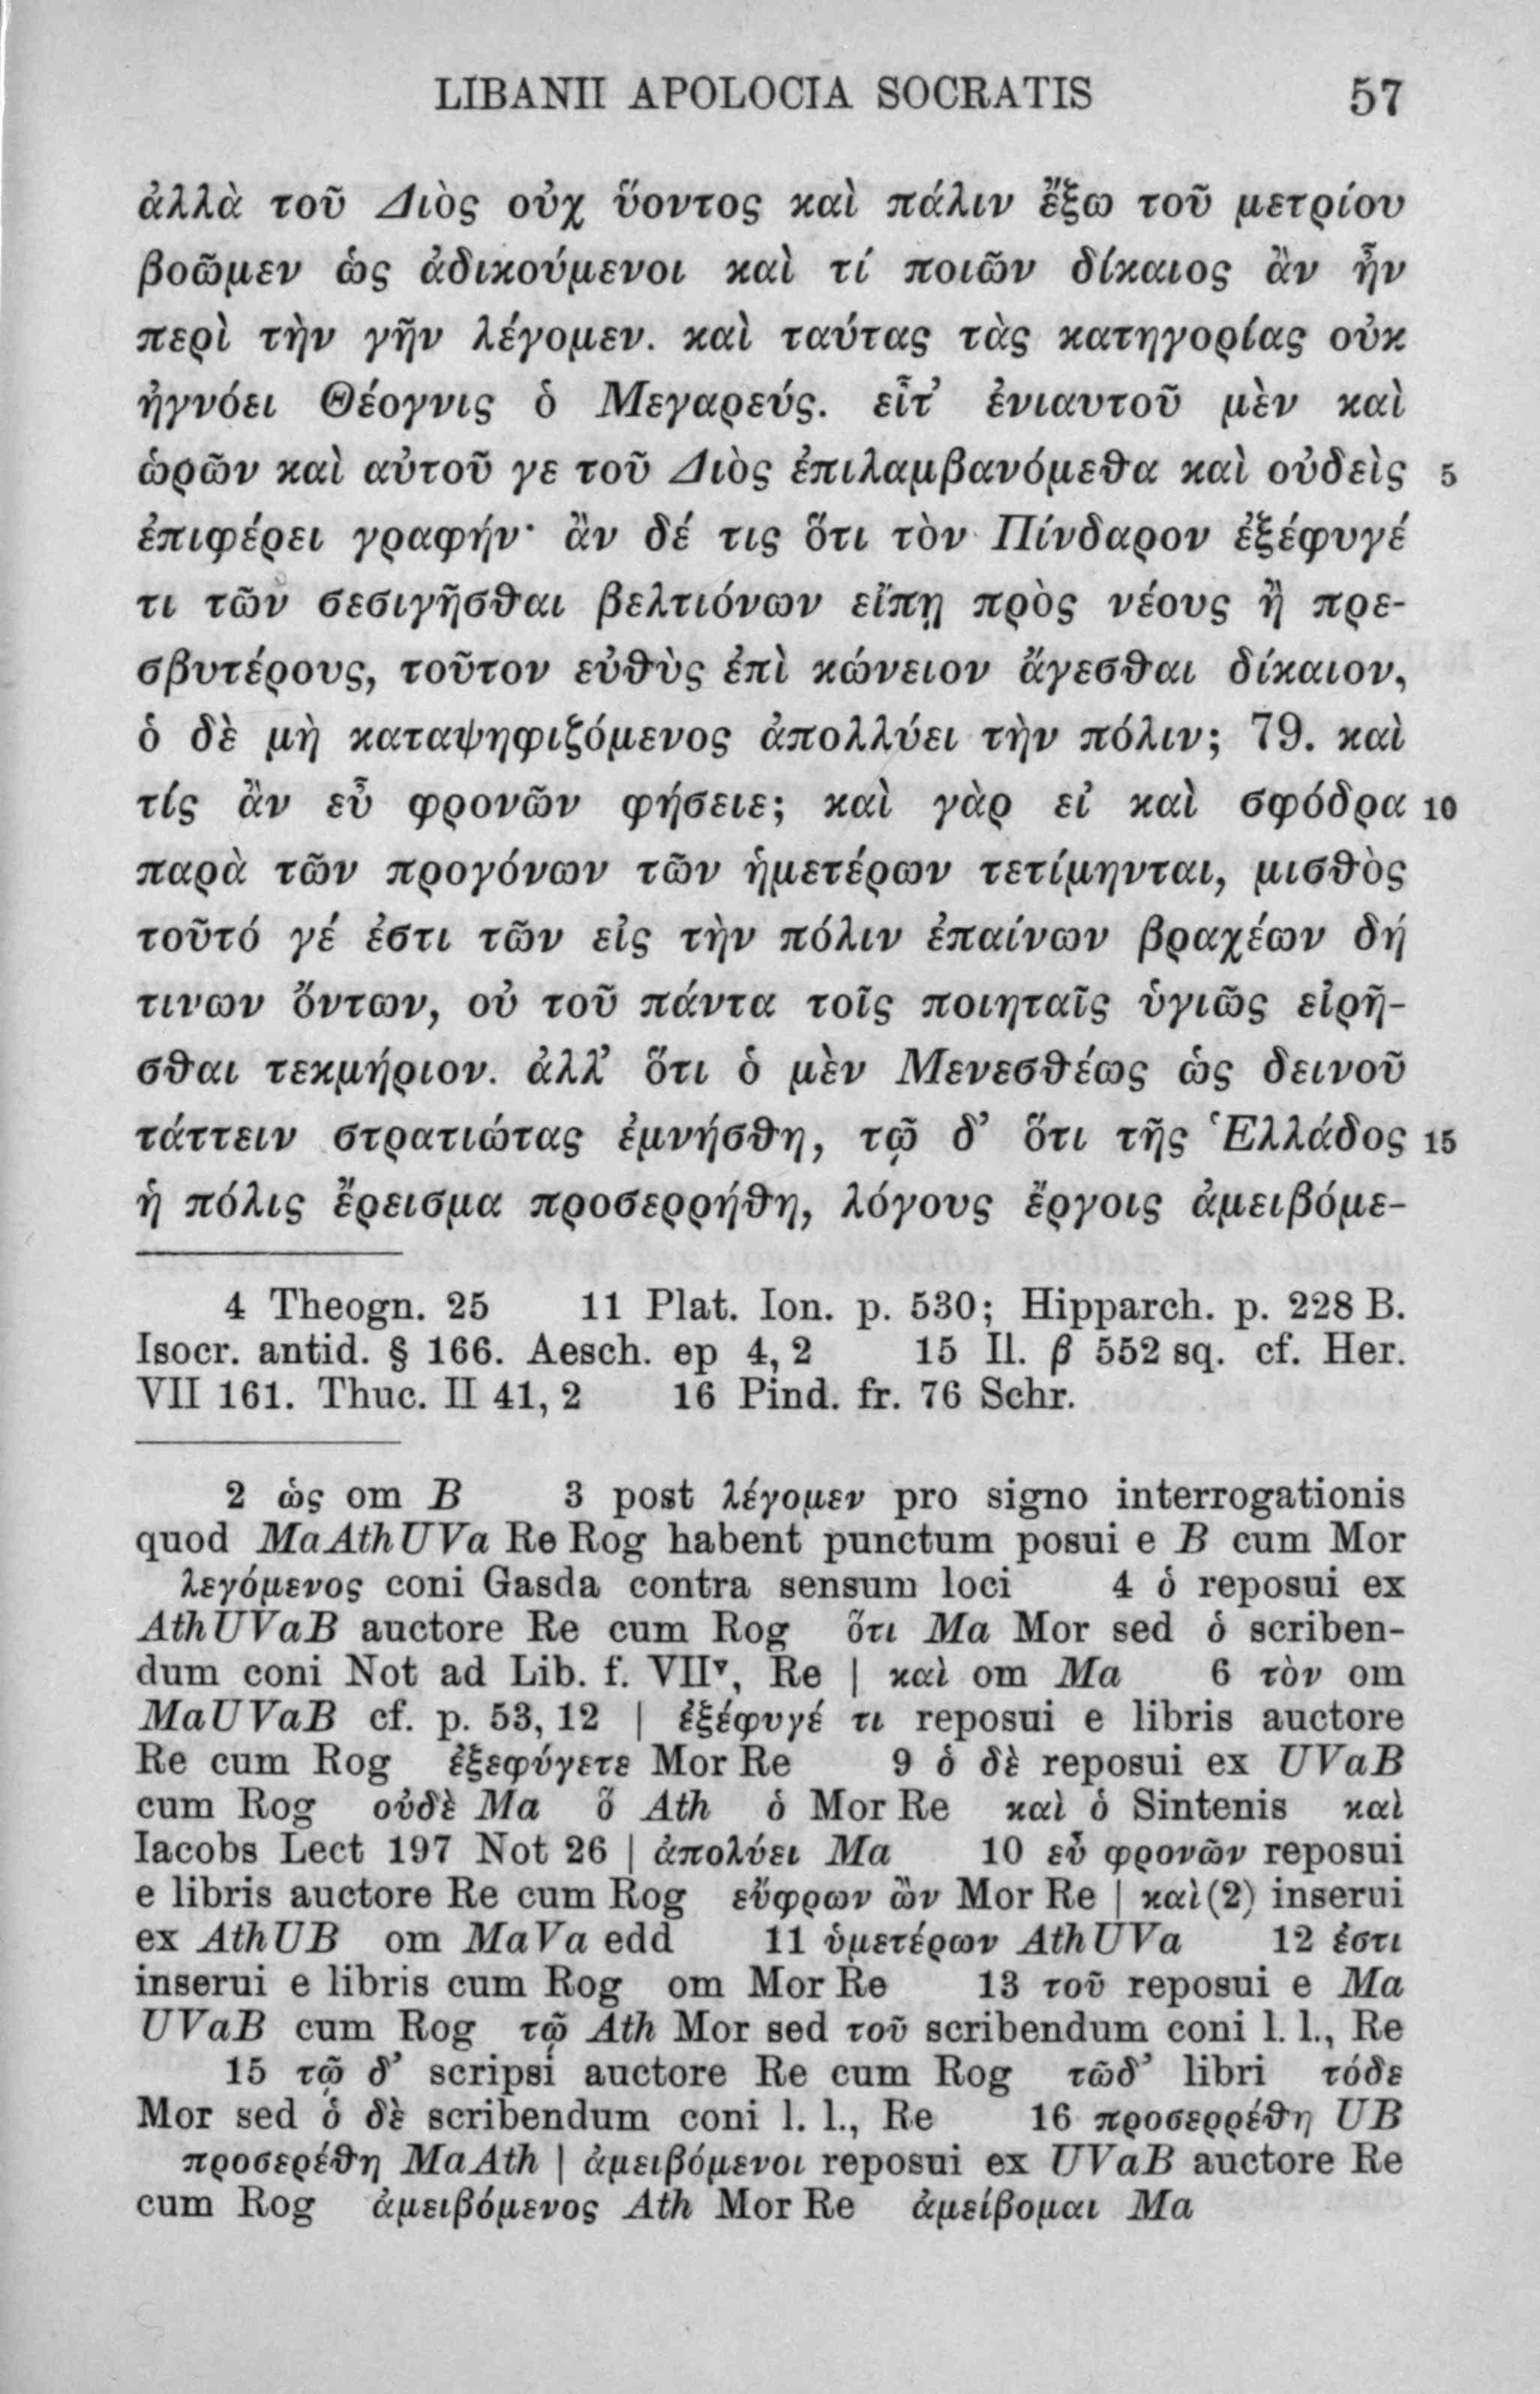 LIBANII APOLOCIA SOCRATIS 57
ἀλλὰ τοῦ Διὸς οὐχ ὕοντος καὶ πάλιν ἔξω τοῦ μετρίου
βοῶμεν ὡς ἀδικούμενοι καὶ τί ποιῶν δίκαιος ἂν ἦν
περὶ τὴν γῆν λέγομεν. καὶ ταύτας τὰς κατηγορίας οὐκ
ἠγνόει Θέογνις ὁ Μεγαρεύς. εἶτ’ ἐνιαυτοῦ μὲν καὶ
ὡρῶν καὶ αὐτοῦ γε τοῦ Διὸς ἐπιλαμβανόμεθα καὶ οὐδεὶς 5
ἐπιφέρει γραφήν· ἂν δέ τις ὅτι τὸν Πίνδαρον ἐξέφυγέ
τι τῶν σεσιγῆσθαι βελτιόνων εἴπῃ πρὸς νέους ἢ πρε-
σβυτέρους, τοῦτον εὐθὺς ἐπὶ κώνειον ἄγεσθαι δίκαιον,
ὁ δὲ μὴ καταψηφιζόμενος ἀπολλύει τὴν πόλιν; 79. καὶ
τίς ἂν εὖ φρονῶν φήσειε; καὶ γὰρ εἰ καὶ σφόδρα 10
παρὰ τῶν προγόνων τῶν ἡμετέρων τετίμηνται, μισθὸς
τοῦτό γέ ἐστι τῶν εἰς τὴν πόλιν ἐπαίνων βραχέων δή
τινων ὄντων, οὐ τοῦ πάντα τοῖς ποιηταῖς ὑγιῶς εἰρῆ-
σθαι τεκμήριον. ἀλλ’ ὅτι ὁ μὲν Μενεσθέως ὡς δεινοῦ
τάττειν στρατιώτας ἐμνήσθη, τῷ δ’ ὅτι τῆς Ἑλλάδος 15
ἡ πόλις ἔρεισμα προσερρήθη, λόγους ἔργοις ἀμειβόμε-
4 Theogn. 25 11 Plat. Ion. p. 530; Hipparch. p. 228 B.
Isocr. antid. § 166. Aesch. ep 4, 2 15 Il. β 552 sq. cf. Her.
VII 161. Thuc. II 41, 2 16 Pind. fr. 76 Schr.
2 ὡς om B 3 post λέγομεν pro signo interrogationis
quod MaAthUVa Re Rog habent punctum posui e B cum Mor
λεγόμενος coni Gasda contra sensum loci 4 ὁ reposui ex
AthUVaB auctore Re cum Rog ὅτι Ma Mor sed ὁ scriben-
dum coni Not ad Lib. f. VIIᵛ, Re | καὶ om Ma 6 τὸν om
MaUVaB cf. p. 53, 12 | ἐξέφυγέ τι reposui e libris auctore
Re cum Rog ἐξεφύγετε Mor Re 9 ὁ δὲ reposui ex UVaB
cum Rog οὐδὲ Ma ὅ Ath ὁ Mor Re καὶ ὁ Sintenis καὶ
Iacobs Lect 197 Not 26 | ἀπολύει Ma 10 εὖ φρονῶν reposui
e libris auctore Re cum Rog εὔφρων ὢν Mor Re | καὶ (2) inserui
ex AthUB om MaVa edd 11 ὑμετέρων AthUVa 12 ἐστι
inserui e libris cum Rog om Mor Re 13 τοῦ reposui e Ma
UVaB cum Rog τῷ Ath Mor sed τοῦ scribendum coni l. l., Re
15 τῷ δ’ scripsi auctore Re cum Rog τῶδ’ libri τόδε
Mor sed ὁ δὲ scribendum coni l. l., Re 16 προσερρέθη UB
προσερέθη MaAth | ἀμειβόμενοι reposui ex UVaB auctore Re
cum Rog ἀμειβόμενος Ath Mor Re ἀμείβομαι Ma